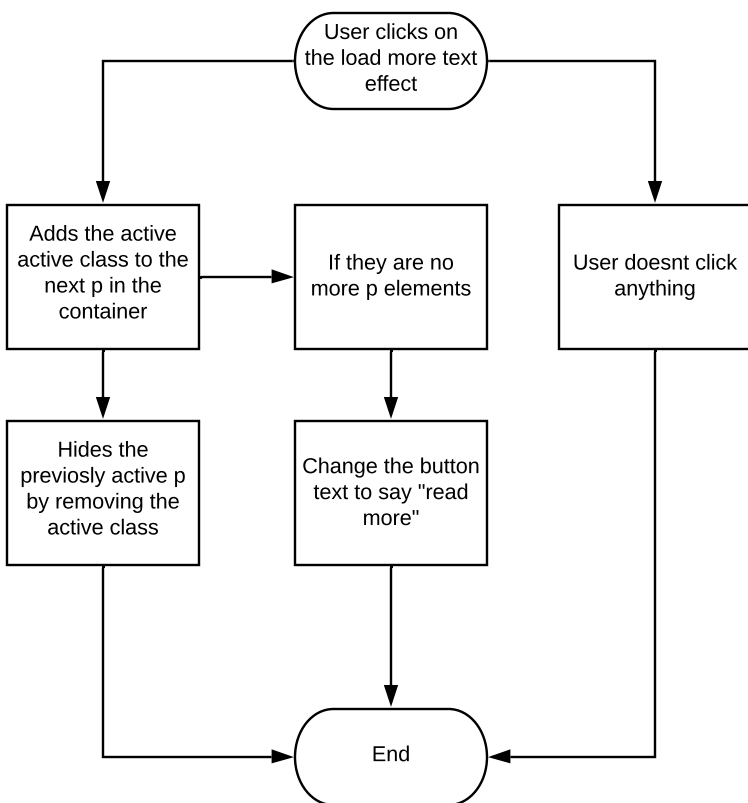 User clicks on
the load more text
effect
Adds the active
active class to the
next p in the
container
If they are no
more p elements
User doesnt click
anything
Hides the
previosly active p
by removing the
active class
Change the button
text to say "read
more"
End